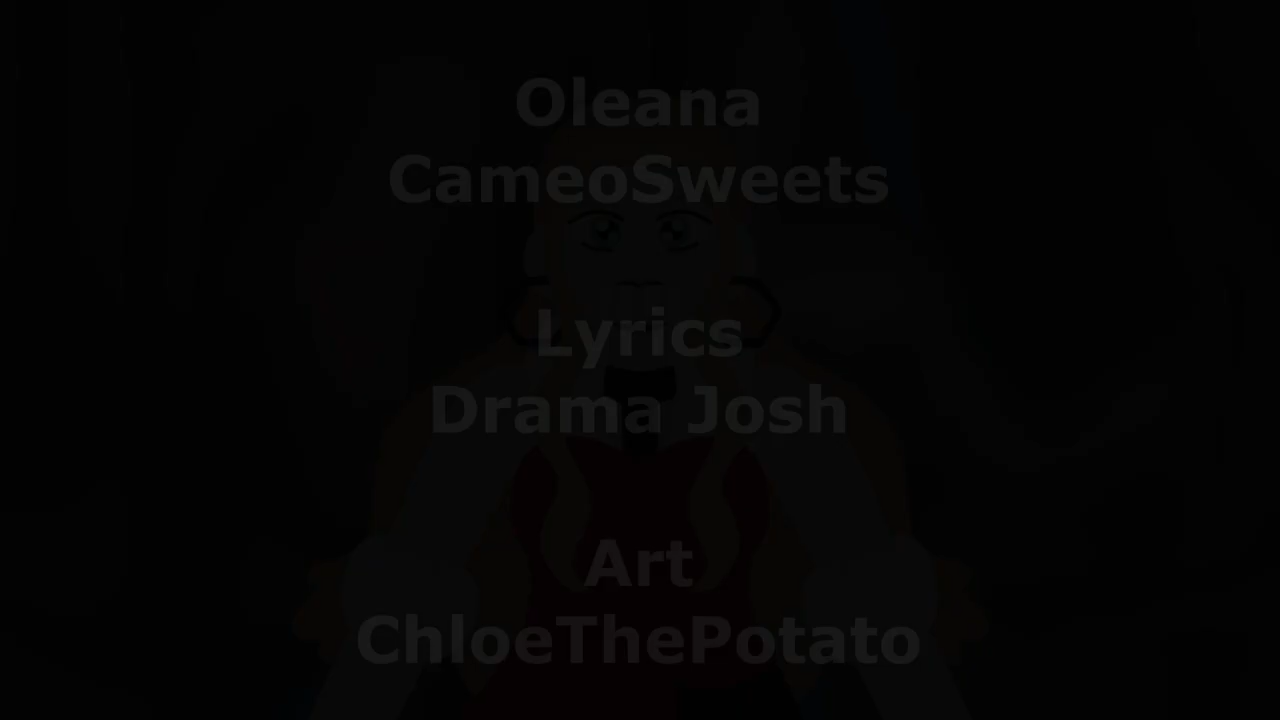 Oleana
CameoSweets
Lyrics
Drama Josh
Art
ChloeThePotato